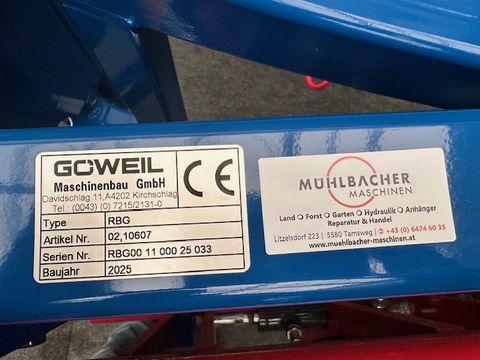 GÖWEIL
Maschinenbau GmbH
Davidschlag 11,A4202 Kirchschlag
Tel.: (0043) (0) 7215/2131-0
CE
Type RBG
Artikel Nr. 02,10607
Serien Nr. RBG00 11 000 25 033
Baujahr 2025
MÜHLBACHER
MASCHINEN
Land Forst Garten Hydraulik Anhänger
Reparatur & Handel
Litzelsdorf 223 | 5580 Tamsweg | +43 (0) 6474 60 35
www.muehlbacher-maschinen.at